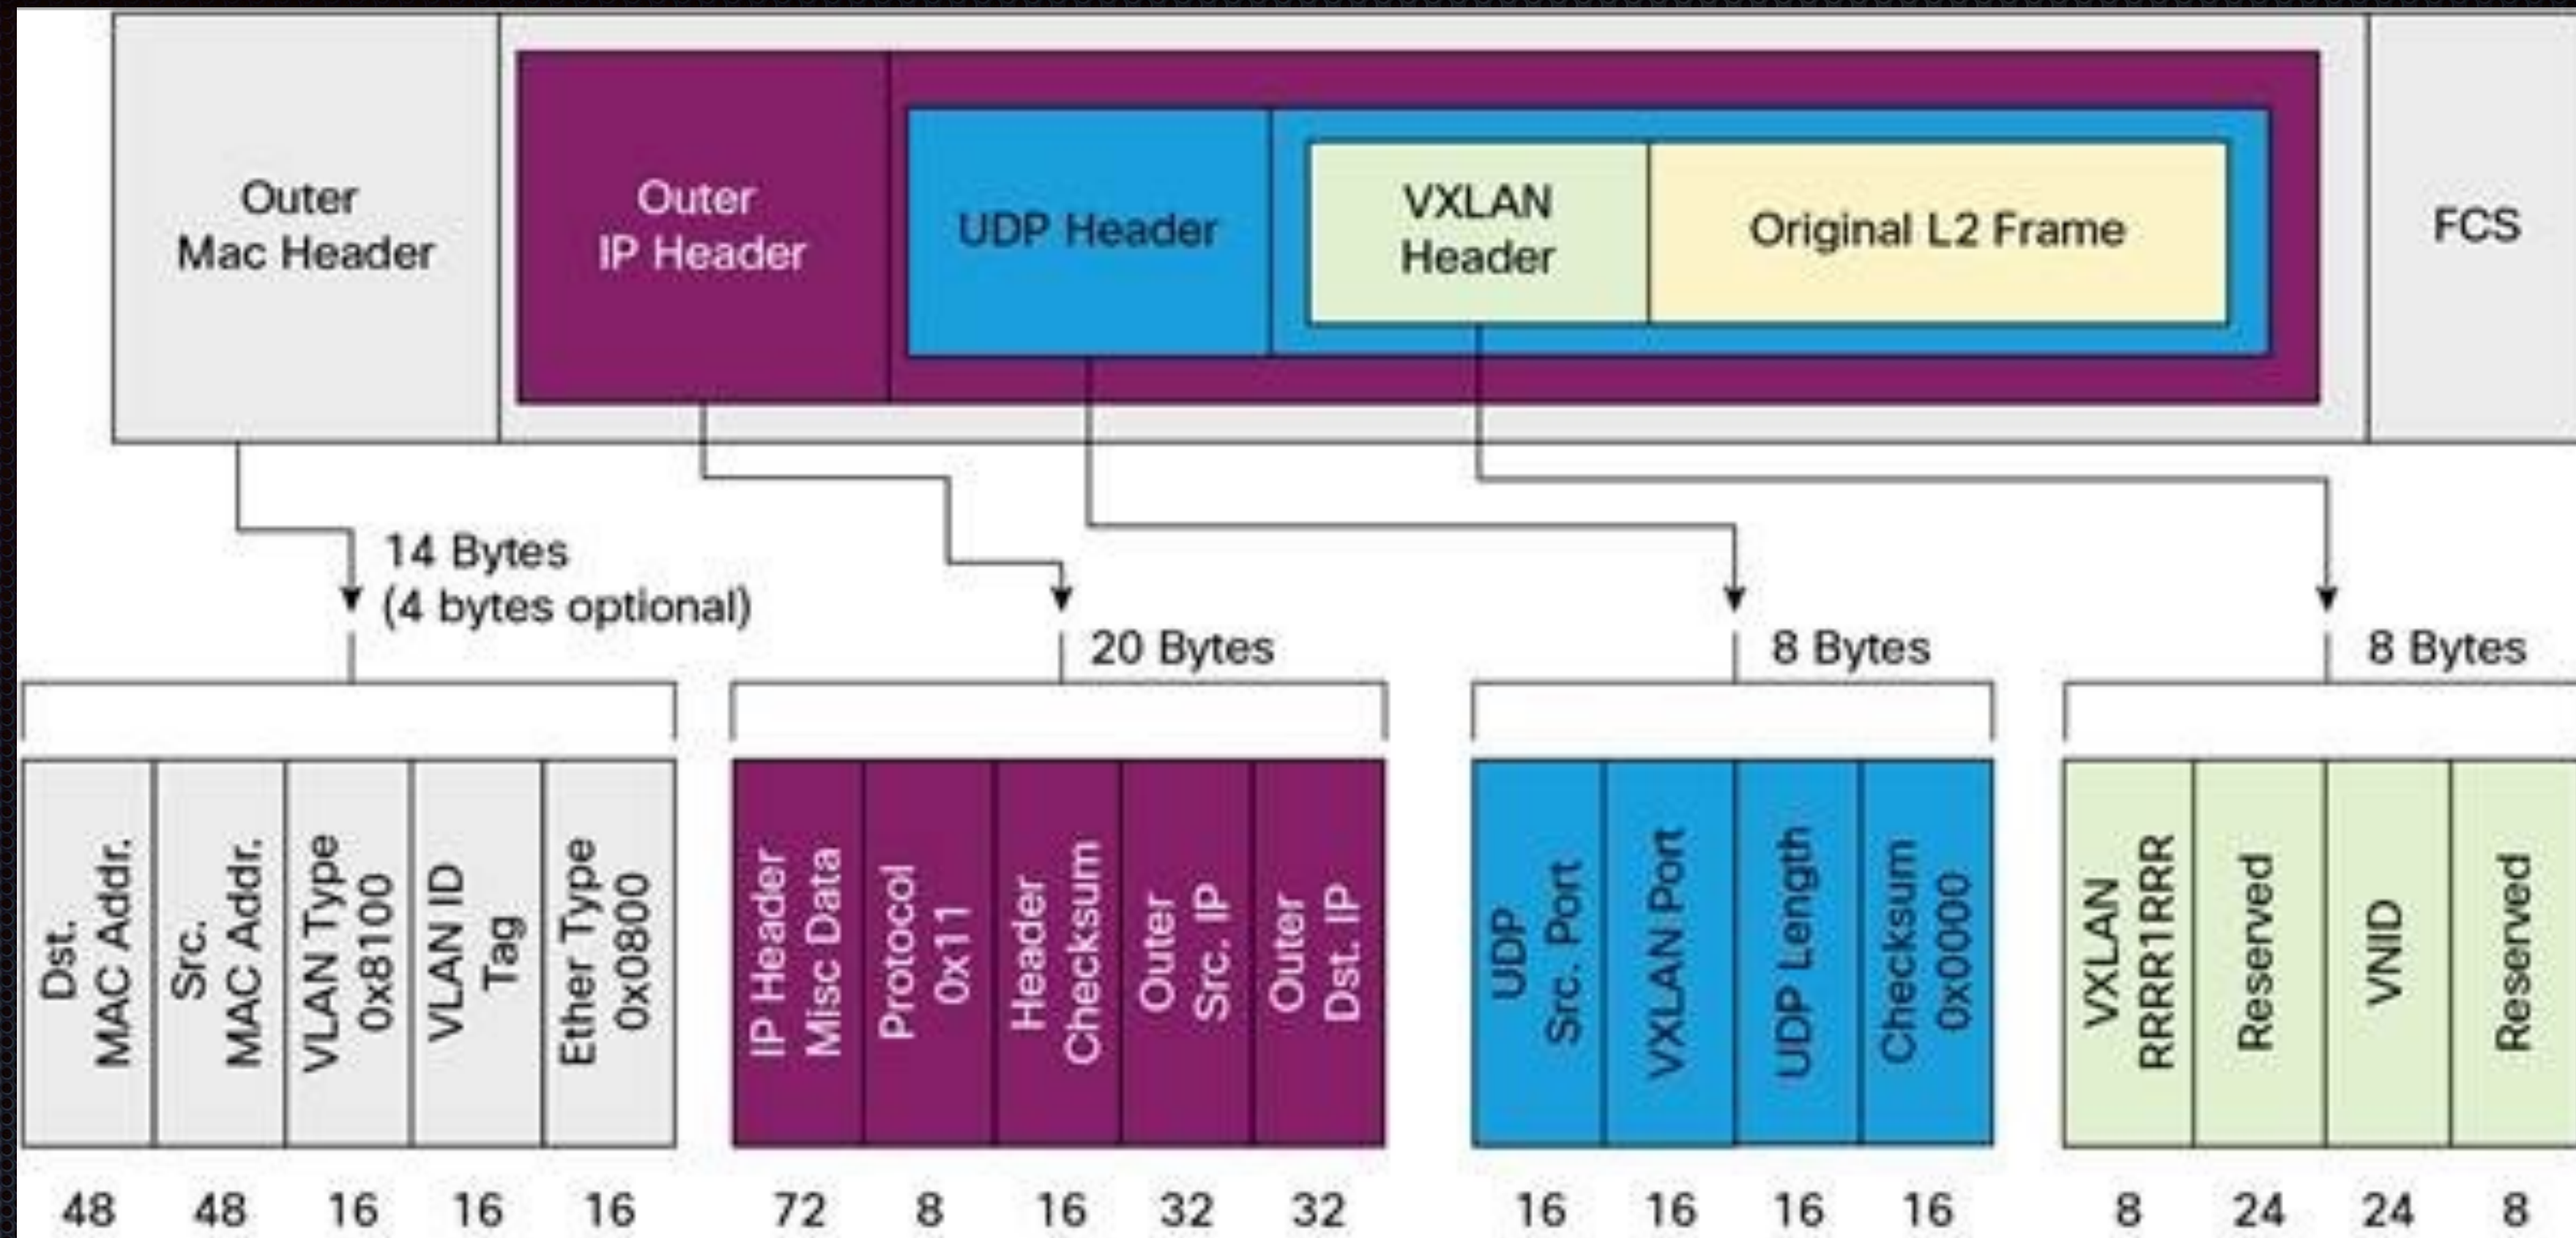 Outer
Mac Header
Outer
IP Header
UDP Header
VXLAN
Header
Original L2 Frame
FCS
14 Bytes
(4 bytes optional)
20 Bytes
8 Bytes
8 Bytes
Dst.
MAC Addr.
Src.
MAC Addr.
VLAN Type
0x8100
VLAN ID
Tag
Ether Type
0x0800
IP Header
Misc Data
Protocol
0x11
Header
Checksum
Outer
Src. IP
Outer
Dst. IP
UDP
Src. Port
VXLAN Port
UDP Length
Checksum
0x0000
VXLAN
RRRR1RRR
Reserved
VNID
Reserved
48 48 16 16 16 72 8 16 32 32 16 16 16 16 8 24 24 8